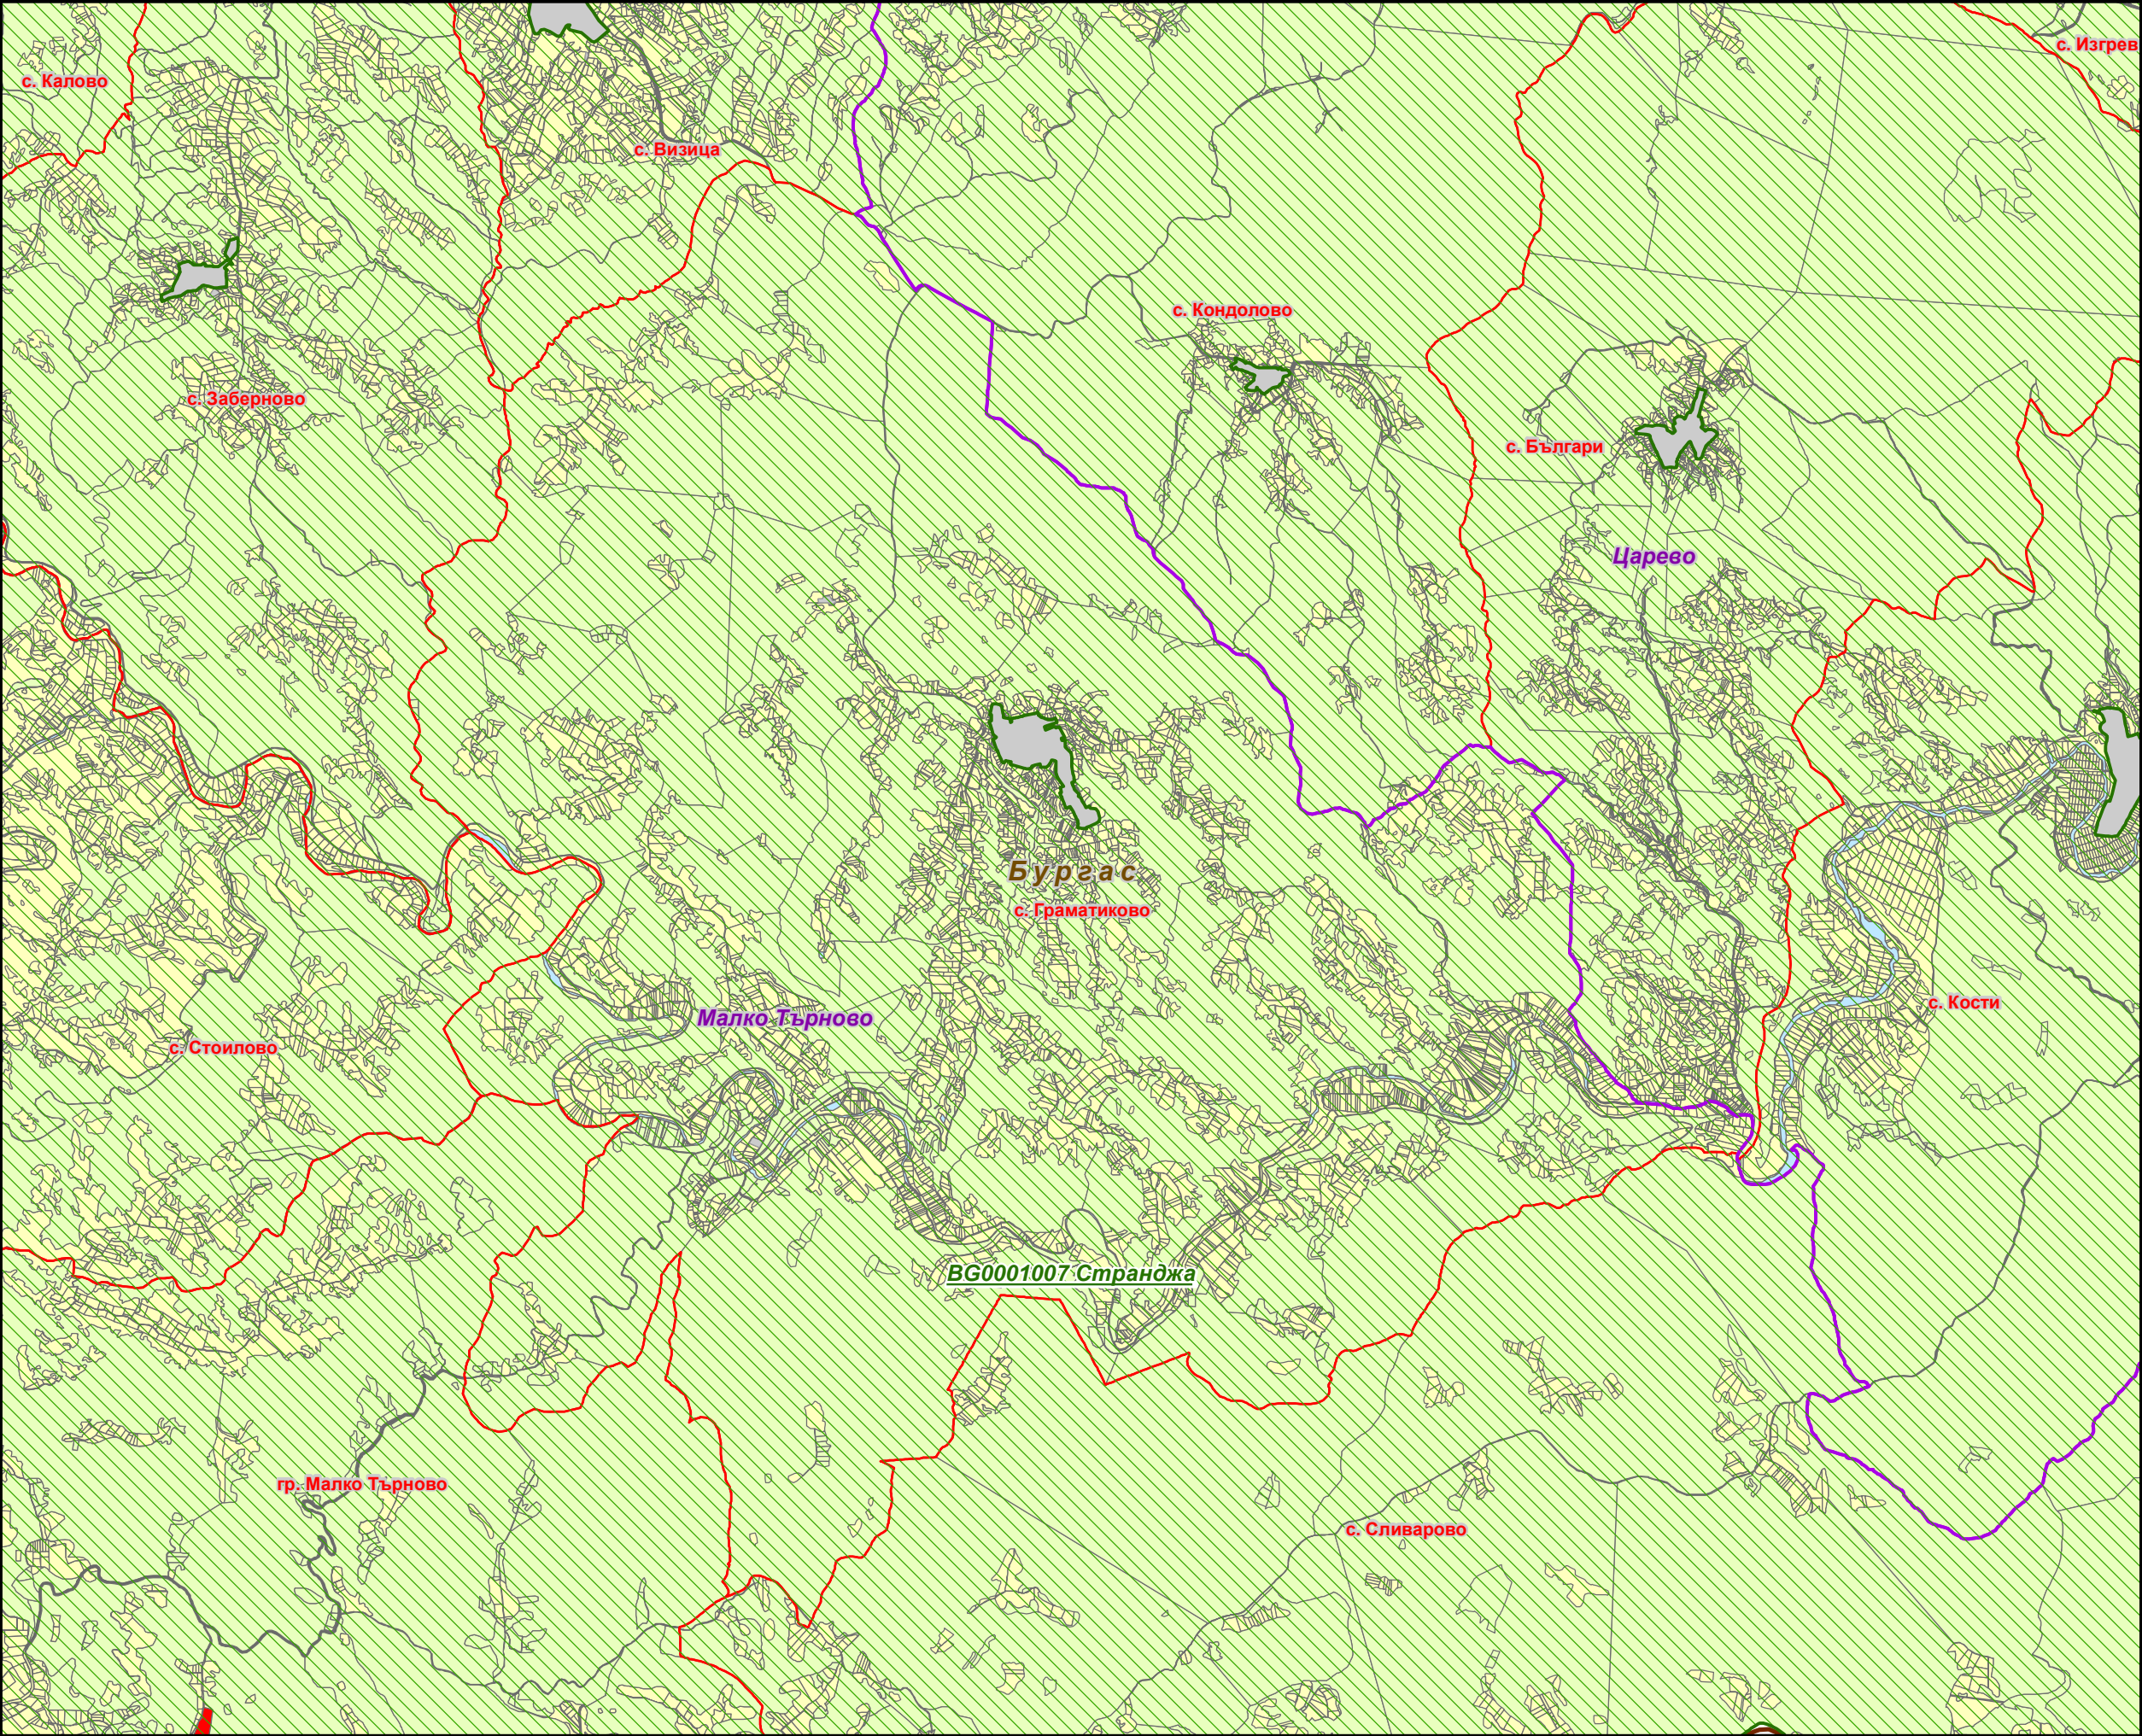 с. Изгрев
с. Калово
с. Визица
с. Кондолово
с. Заберново
с. Българи
Царево
Бургас
с. Граматиково
с. Кости
Малко Търново
с. Стоилово
BG0001007 Странджа
гр. Малко Търново
с. Сливарово